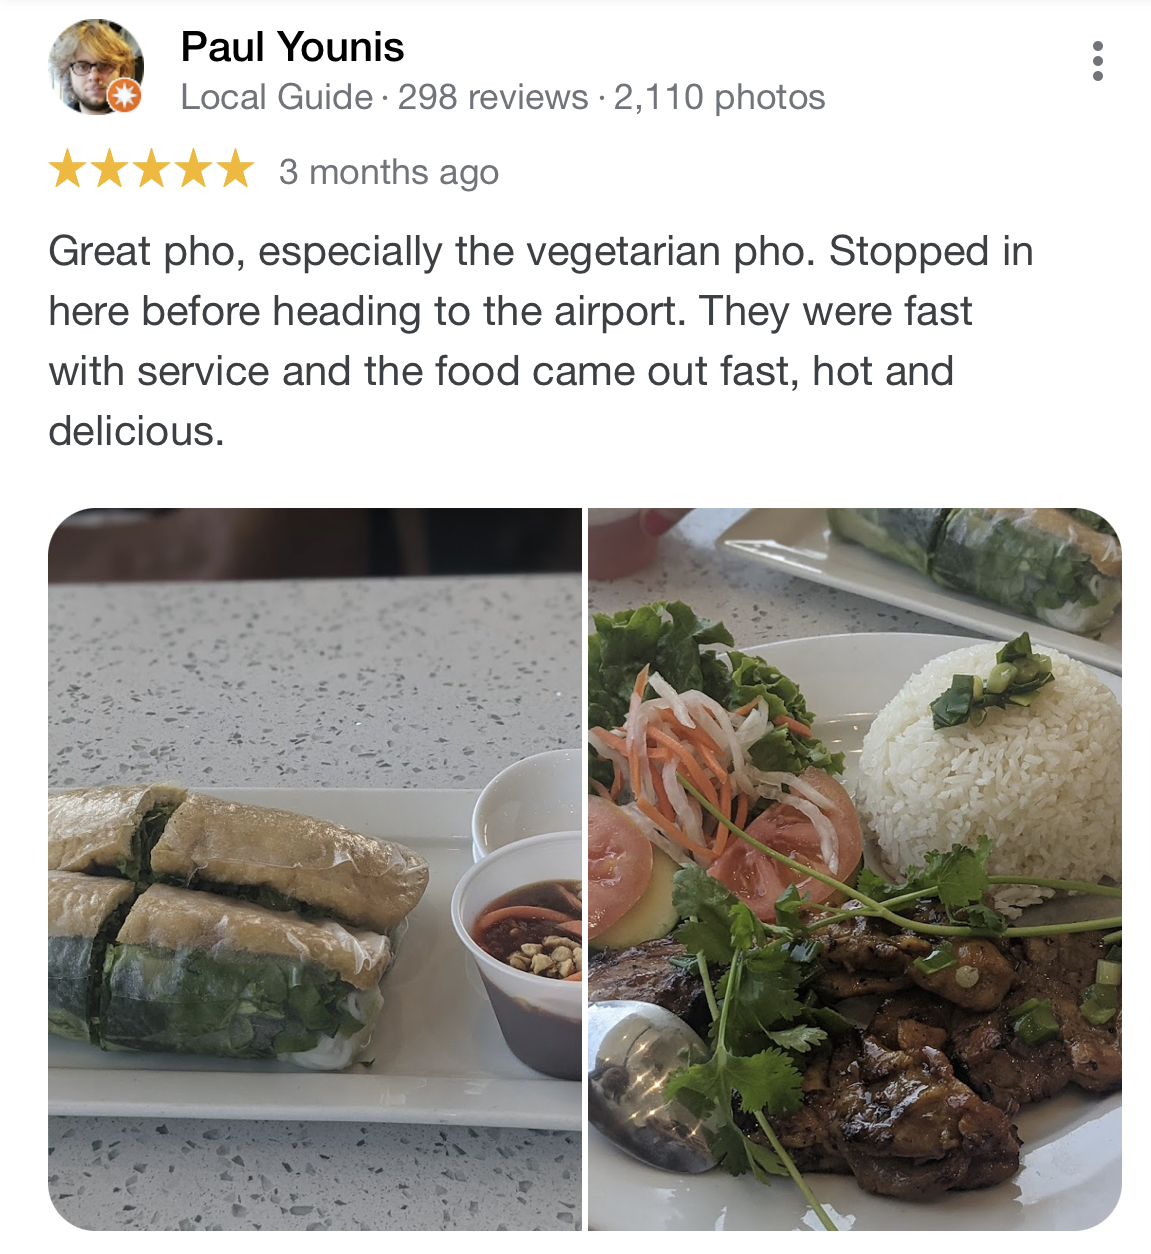 Paul Younis
Local Guide · 298 reviews · 2,110 photos
3 months ago
Great pho, especially the vegetarian pho. Stopped in
here before heading to the airport. They were fast
with service and the food came out fast, hot and
delicious.